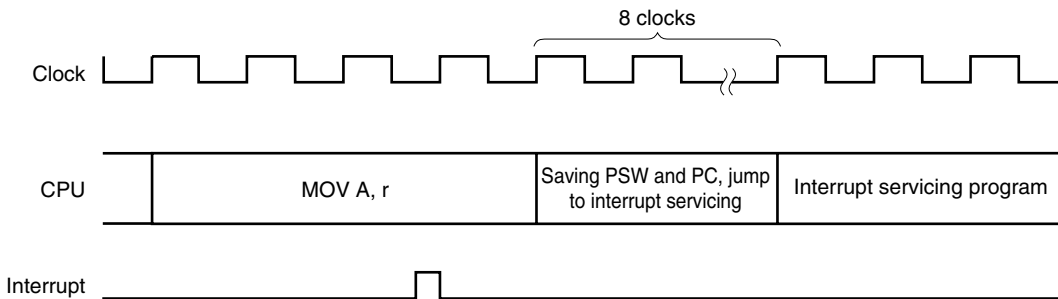 8 clocks
Clock
CPU
MOV A, r
Saving PSW and PC, jump
to interrupt servicing
Interrupt servicing program
Interrupt